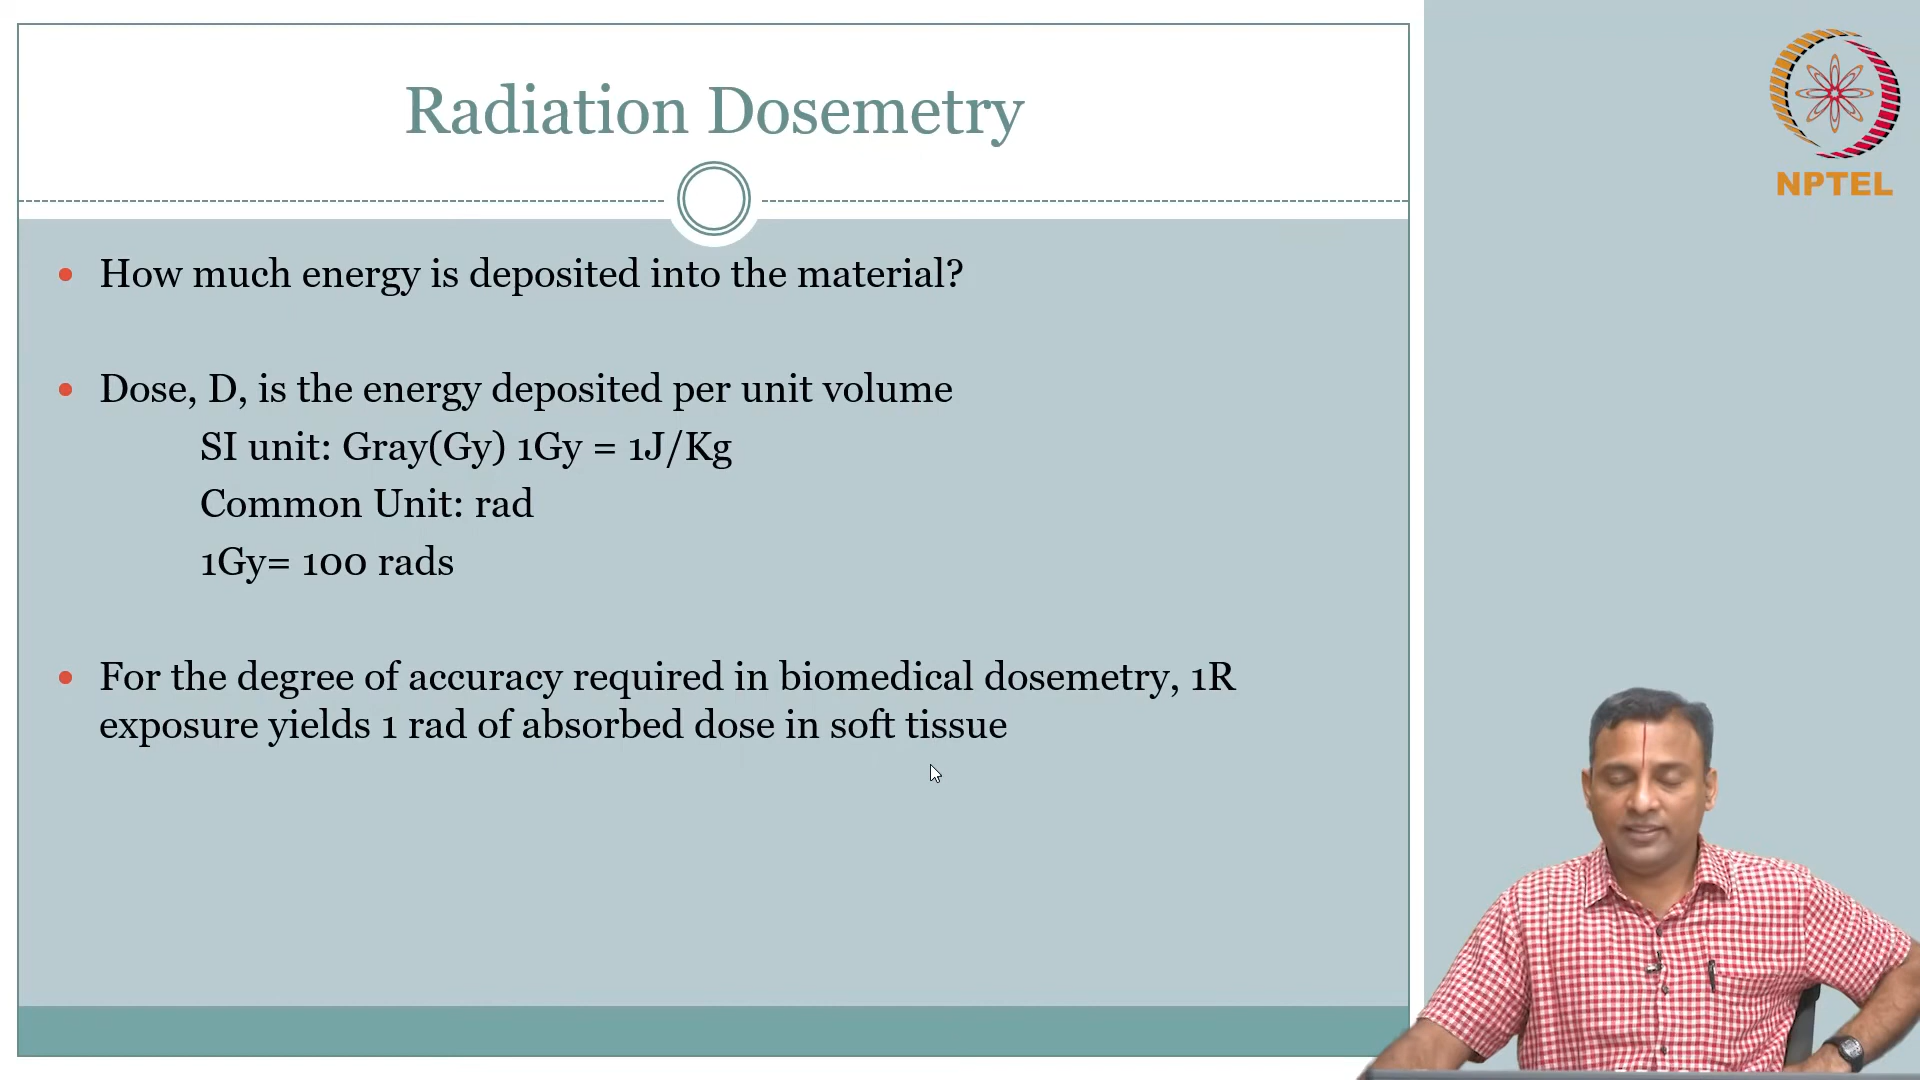 Radiation Dosemetry
NPTEL
How much energy is deposited into the material?
Dose, D, is the energy deposited per unit volume
SI unit: Gray(Gy) 1Gy = 1J/Kg
Common Unit: rad
1Gy= 100 rads
For the degree of accuracy required in biomedical dosemetry, 1R
exposure yields 1 rad of absorbed dose in soft tissue